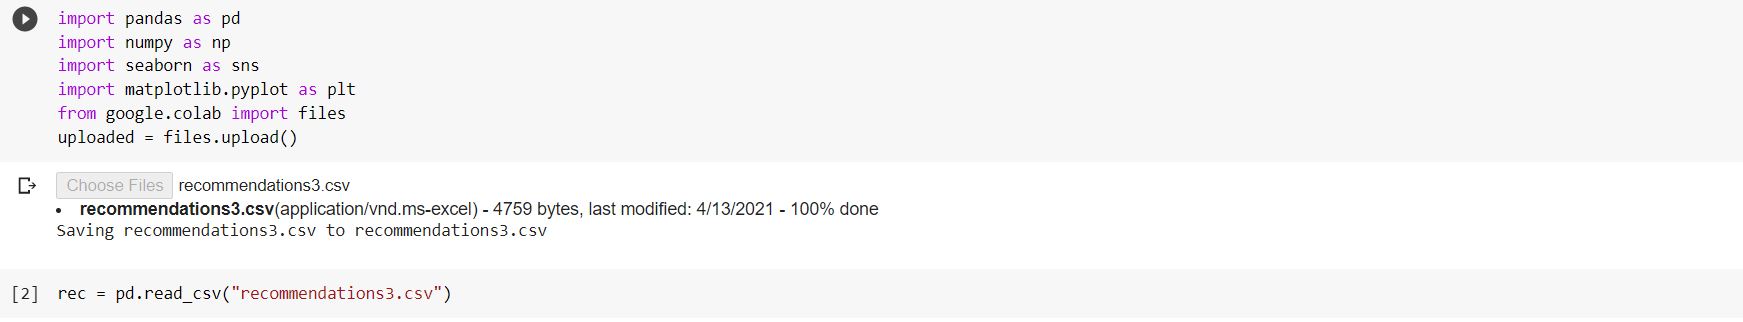 import pandas as pd
import numpy as np
import seaborn as sns
import matplotlib.pyplot as plt
from google.colab import files
uploaded = files.upload()
Choose Files recommendations3.csv
• recommendations3.csv(application/vnd.ms-excel) - 4759 bytes, last modified: 4/13/2021 - 100% done
Saving recommendations3.csv to recommendations3.csv
[2] rec = pd.read_csv("recommendations3.csv")